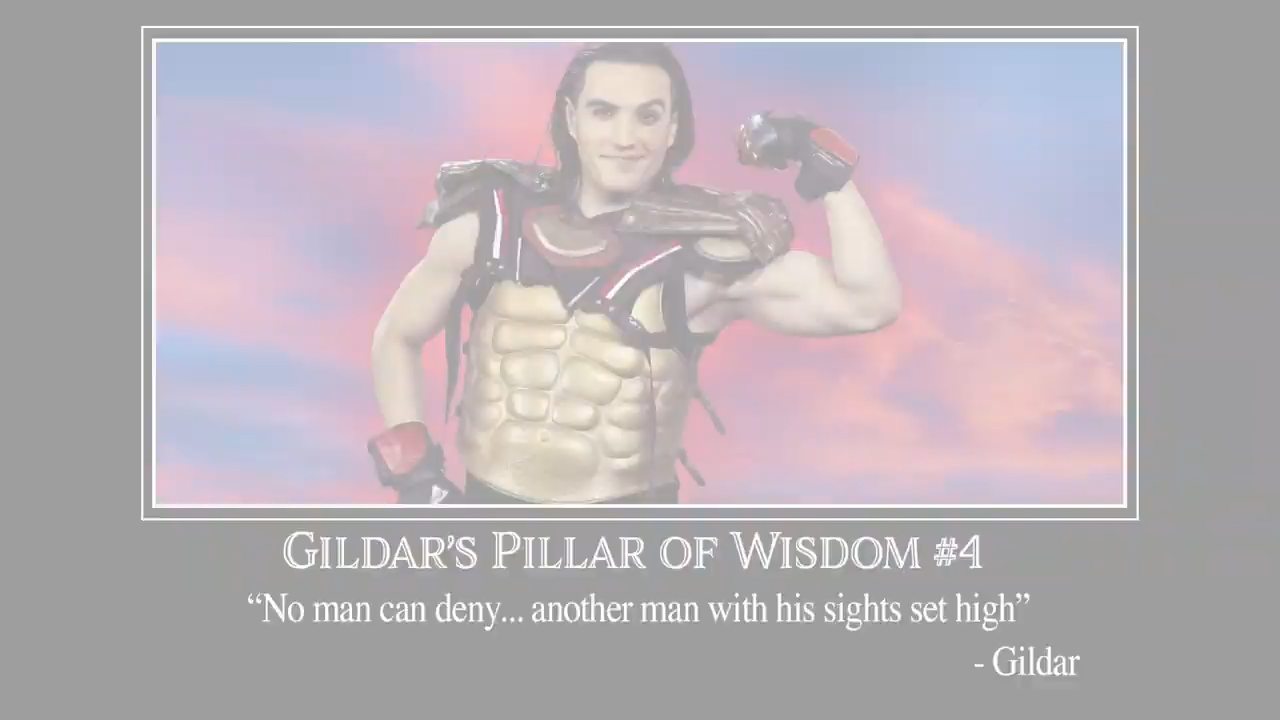 GILDAR'S PILLAR OF WISDOM #4
“No man can deny... another man with his sights set high”
- Gildar